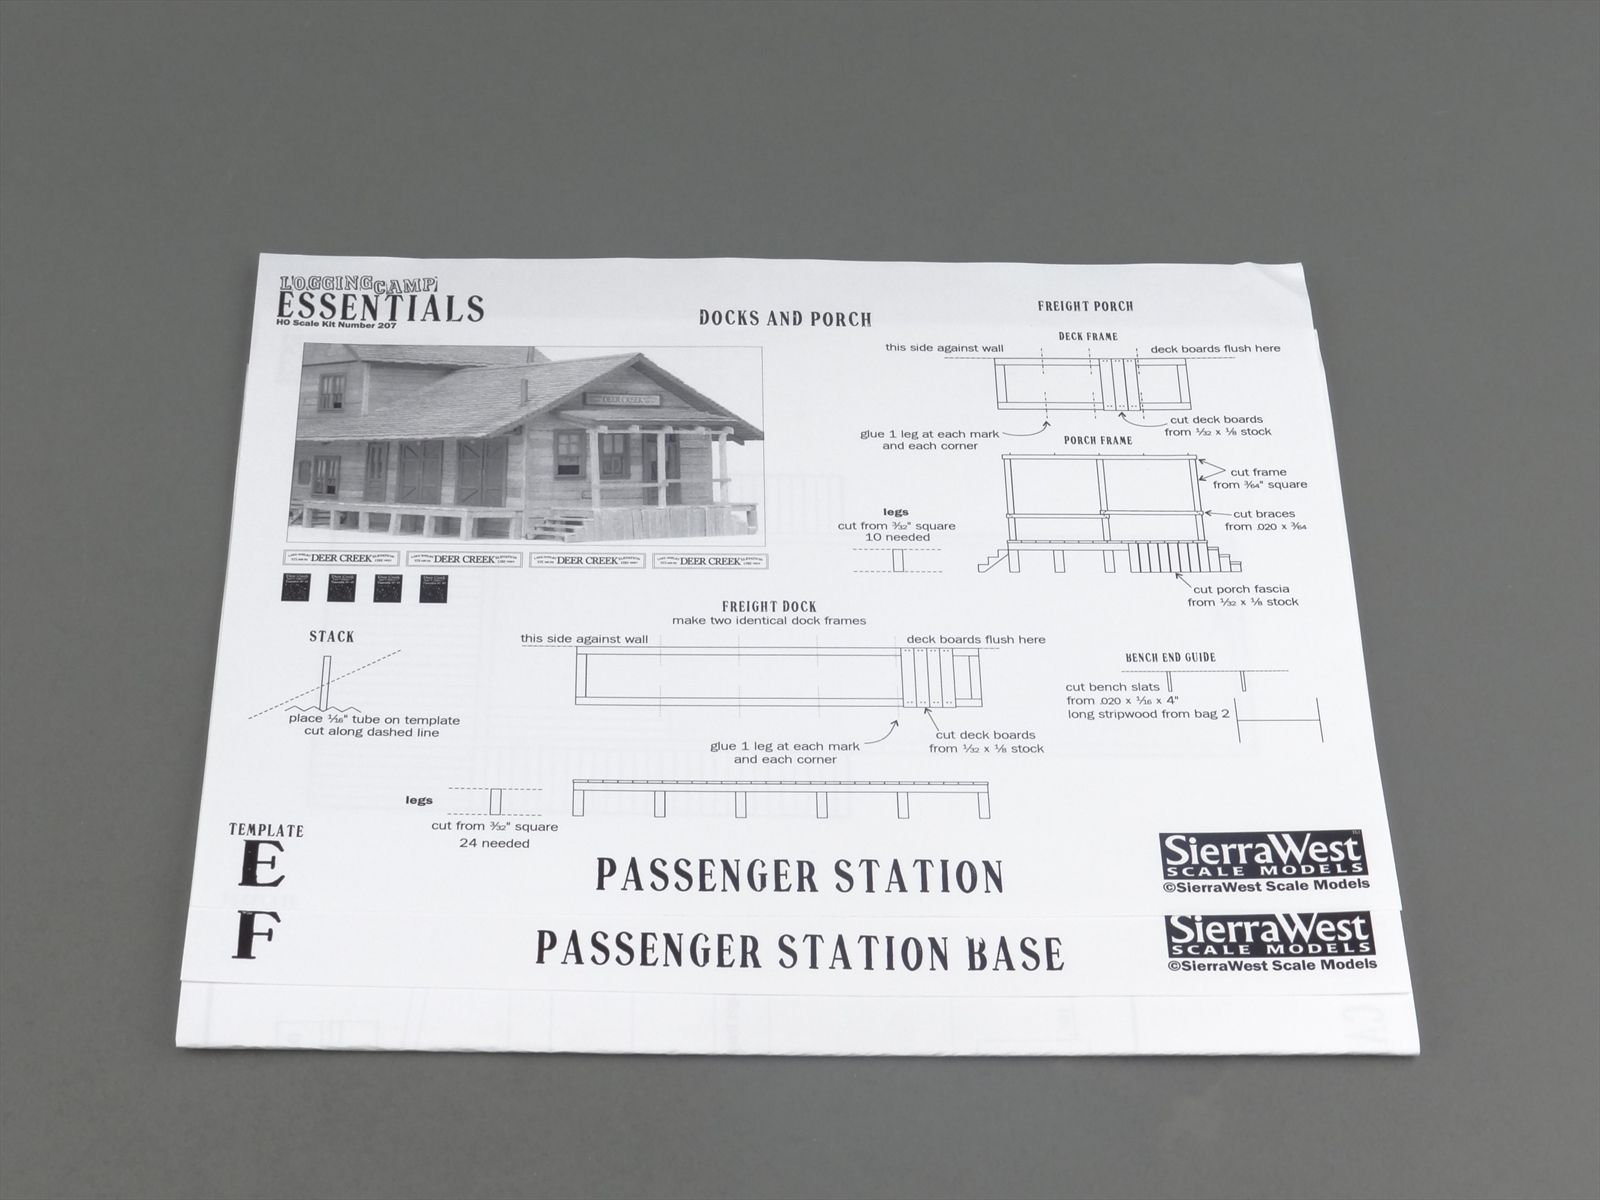 LOGGING CAMP
ESSENTIALS
HO Scale Kit Number 207
DOCKS AND PORCH
FREIGHT PORCH
DECK FRAME
this side against wall
deck boards flush here
glue 1 leg at each mark
and each corner
cut deck boards
from 1/32 x 1/8 stock
PORCH FRAME
cut frame
from 3/64" square
cut braces
from .020 x 3/64
legs
cut from 3/32" square
10 needed
cut porch fascia
from 1/32 x 1/8 stock
DEER CREEK
DEER CREEK
DEER CREEK
DEER CREEK
DEER CREEK
STACK
place 1/16" tube on template
cut along dashed line
FREIGHT DOCK
make two identical dock frames
this side against wall
deck boards flush here
glue 1 leg at each mark
and each corner
cut deck boards
from 1/32 x 1/8 stock
BENCH END GUIDE
cut bench slats
from .020 x 1/16 x 4"
long stripwood from bag 2
legs
cut from 3/32" square
24 needed
TEMPLATE
E
PASSENGER STATION
SierraWest
SCALE MODELS
©SierraWest Scale Models
F
PASSENGER STATION BASE
SierraWest
SCALE MODELS
©SierraWest Scale Models